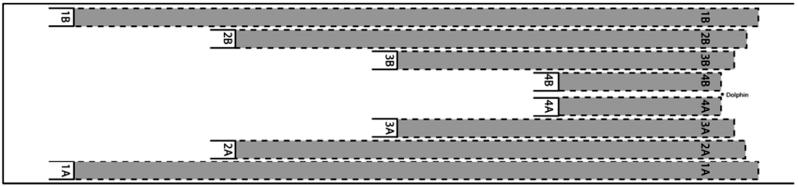 1B 1B
2B 2B
3B 3B
4B 4B
Dolphin
4A 4A
3A 3A
2A 2A
1A 1A